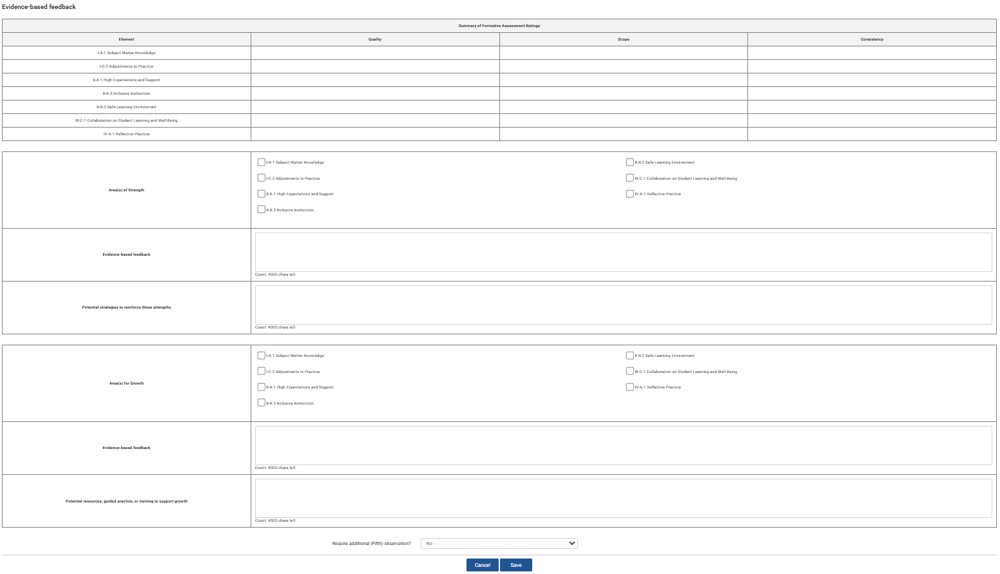 Evidence-based feedback
Summary of Formative Assessment Ratings
Element Quality Scope Consistency
I-A-1 Subject Matter Knowledge
I-C-2 Adjustments to Practice
II-A-1 High Expectations and Support
II-A-3 Inclusive Instruction
II-B-2 Safe Learning Environment
III-C-1 Collaboration on Student Learning and Well-Being
IV-A-1 Reflective Practice
Area(s) of Strength
I-A-1 Subject Matter Knowledge
I-C-2 Adjustments to Practice
II-A-1 High Expectations and Support
II-A-3 Inclusive Instruction
II-B-2 Safe Learning Environment
III-C-1 Collaboration on Student Learning and Well-Being
IV-A-1 Reflective Practice
Evidence-based feedback
Count: 4000 chars left
Potential strategies to reinforce these strengths
Count: 4000 chars left
Area(s) for Growth
I-A-1 Subject Matter Knowledge
I-C-2 Adjustments to Practice
II-A-1 High Expectations and Support
II-A-3 Inclusive Instruction
II-B-2 Safe Learning Environment
III-C-1 Collaboration on Student Learning and Well-Being
IV-A-1 Reflective Practice
Evidence-based feedback
Count: 4000 chars left
Potential resources, guided practice, or training to support growth
Count: 4000 chars left
Require additional (Fifth) observation? No
Cancel Save